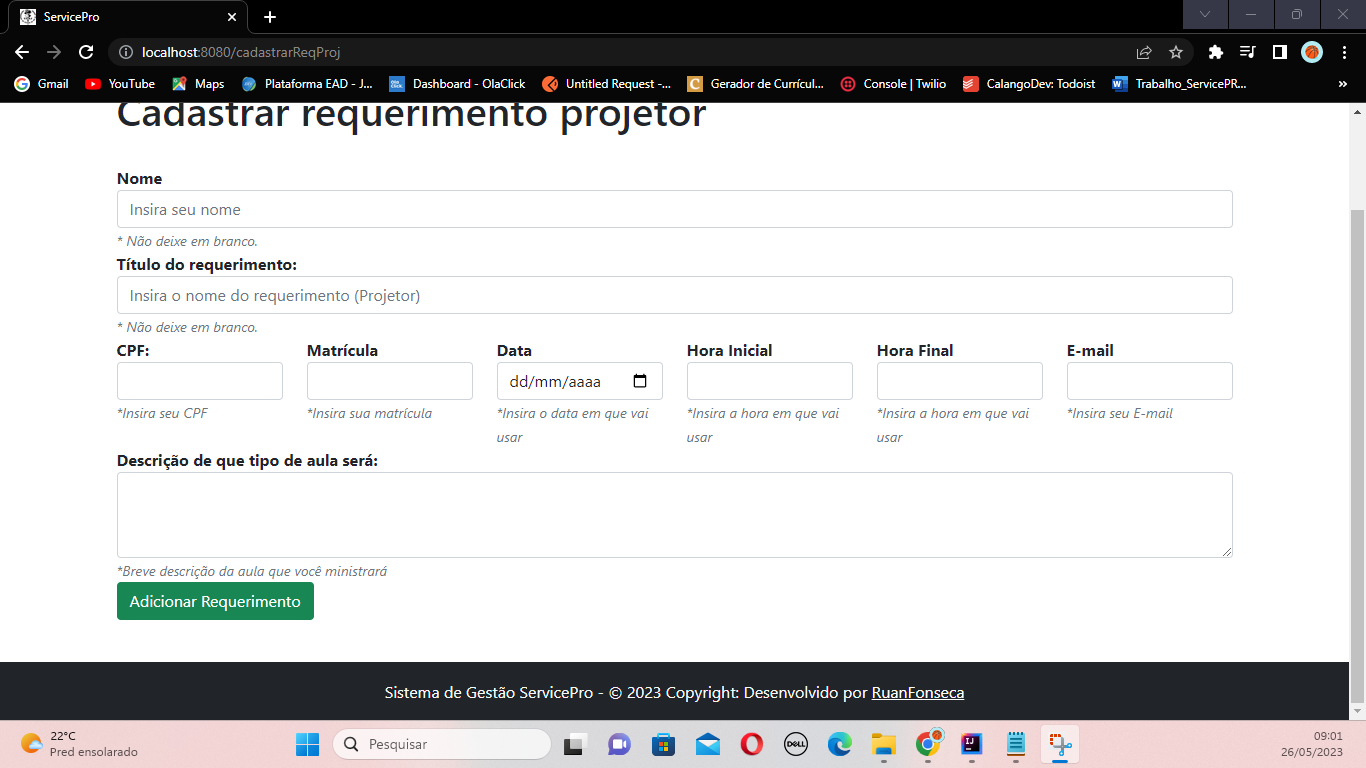 ServicePro
localhost:8080/cadastrarReqProj
Gmail YouTube Maps Plataforma EAD - J... Dashboard - OlaClick Untitled Request -... Gerador de Currícul... Console | Twilio CalangoDev: Todoist Trabalho_ServicePR... »
Cadastrar requerimento projetor
Nome
Insira seu nome
* Não deixe em branco.
Título do requerimento:
Insira o nome do requerimento (Projetor)
* Não deixe em branco.
CPF: Matrícula Data Hora Inicial Hora Final E-mail
dd/mm/aaaa
*Insira seu CPF *Insira sua matrícula *Insira o data em que vai *Insira a hora em que vai *Insira a hora em que vai *Insira seu E-mail
usar usar usar
Descrição de que tipo de aula será:
*Breve descrição da aula que você ministrará
Adicionar Requerimento
Sistema de Gestão ServicePro - © 2023 Copyright: Desenvolvido por RuanFonseca
22°C
Pred ensolarado
Pesquisar
DELL
IJ
09:01
26/05/2023